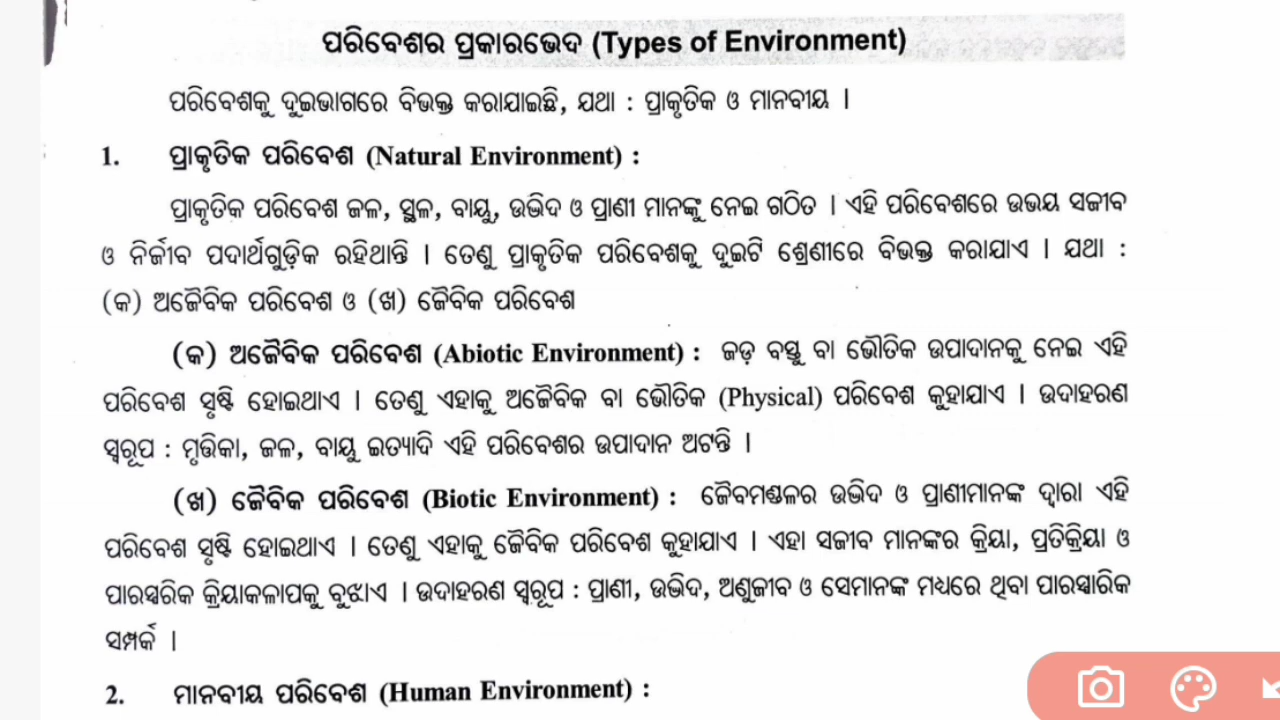 ପରିବେଶର ପ୍ରକାରଭେଦ (Types of Environment)
ପରିବେଶକୁ ଦୁଇଭାଗରେ ବିଭକ୍ତ କରାଯାଇଛି, ଯଥା : ପ୍ରାକୃତିକ ଓ ମାନବୀୟ ।
1. ପ୍ରାକୃତିକ ପରିବେଶ (Natural Environment) :
ପ୍ରାକୃତିକ ପରିବେଶ ଜଳ, ସ୍ଥଳ, ବାୟୁ, ଉଦ୍ଭିଦ ଓ ପ୍ରାଣୀ ମାନଙ୍କୁ ନେଇ ଗଠିତ । ଏହି ପରିବେଶରେ ଉଭୟ ସଜୀବ
ଓ ନିର୍ଜୀବ ପଦାର୍ଥଗୁଡ଼ିକ ରହିଥାନ୍ତି । ତେଣୁ ପ୍ରାକୃତିକ ପରିବେଶକୁ ଦୁଇଟି ଶ୍ରେଣୀରେ ବିଭକ୍ତ କରାଯାଏ । ଯଥା :
(କ) ଅଜୈବିକ ପରିବେଶ ଓ (ଖ) ଜୈବିକ ପରିବେଶ
(କ) ଅଜୈବିକ ପରିବେଶ (Abiotic Environment) : ଜଡ଼ ବସ୍ତୁ ବା ଭୌତିକ ଉପାଦାନକୁ ନେଇ ଏହି
ପରିବେଶ ସୃଷ୍ଟି ହୋଇଥାଏ । ତେଣୁ ଏହାକୁ ଅଜୈବିକ ବା ଭୌତିକ (Physical) ପରିବେଶ କୁହାଯାଏ । ଉଦାହରଣ
ସ୍ୱରୂପ : ମୃତ୍ତିକା, ଜଳ, ବାୟୁ ଇତ୍ୟାଦି ଏହି ପରିବେଶର ଉପାଦାନ ଅଟନ୍ତି ।
(ଖ) ଜୈବିକ ପରିବେଶ (Biotic Environment) : ଜୈବମଣ୍ଡଳର ଉଦ୍ଭିଦ ଓ ପ୍ରାଣୀମାନଙ୍କ ଦ୍ୱାରା ଏହି
ପରିବେଶ ସୃଷ୍ଟି ହୋଇଥାଏ । ତେଣୁ ଏହାକୁ ଜୈବିକ ପରିବେଶ କୁହାଯାଏ । ଏହା ସଜୀବ ମାନଙ୍କର କ୍ରିୟା, ପ୍ରତିକ୍ରିୟା ଓ
ପାରସ୍ପରିକ କ୍ରିୟାକଳାପକୁ ବୁଝାଏ । ଉଦାହରଣ ସ୍ୱରୂପ : ପ୍ରାଣୀ, ଉଦ୍ଭିଦ, ଅଣୁଜୀବ ଓ ସେମାନଙ୍କ ମଧ୍ୟରେ ଥିବା ପାରସ୍ପାରିକ
ସମ୍ପର୍କ ।
2. ମାନବୀୟ ପରିବେଶ (Human Environment) :